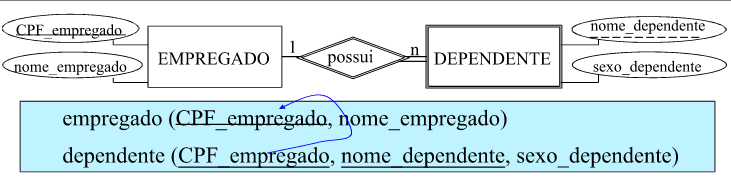 CPF_empregado
nome_empregado
EMPREGADO
1
possui
n
DEPENDENTE
nome_dependente
sexo_dependente
empregado (CPF_empregado, nome_empregado)
dependente (CPF_empregado, nome_dependente, sexo_dependente)